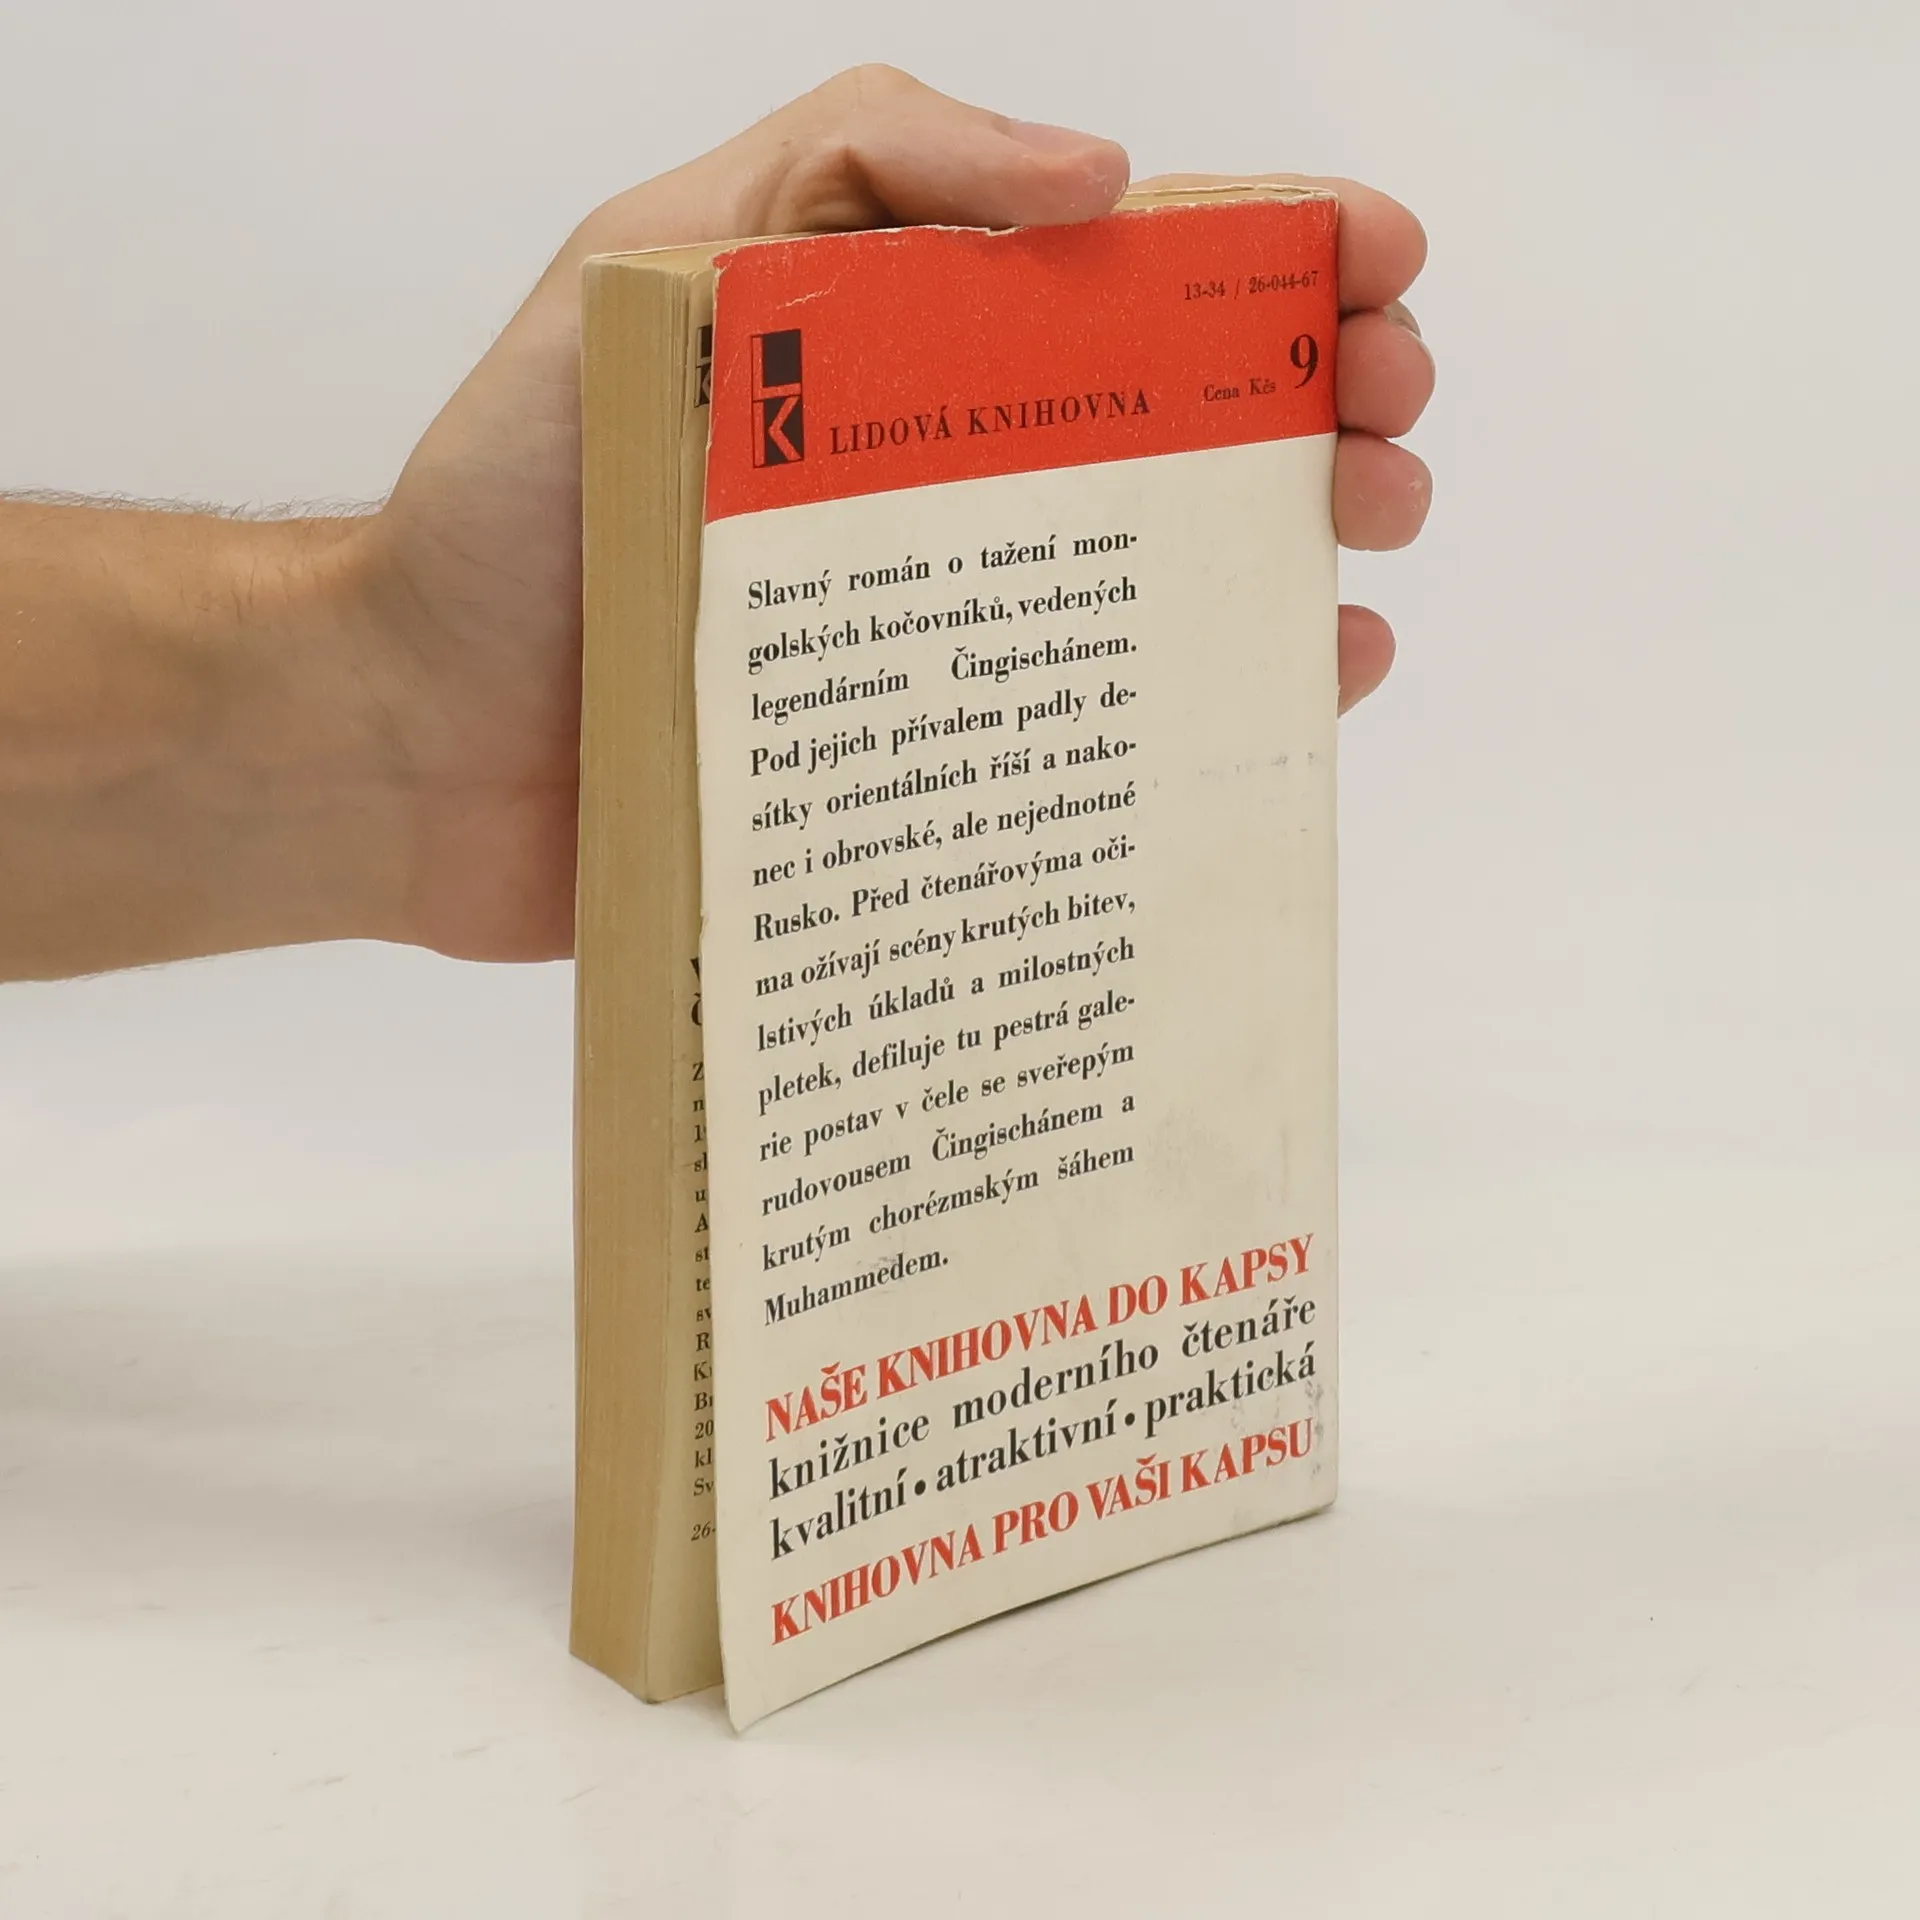 13-34 / 26-044-67
LK
LIDOVÁ KNIHOVNA
Cena Kčs 9
Slavný román o tažení mon-
golských kočovníků, vedených
legendárním Čingischánem.
Pod jejich přívalem padly de-
sítky orientálních říší a nako-
nec i obrovské, ale nejednotné
Rusko. Před čtenářovýma oči-
ma ožívají scény krutých bitev,
lstivých úkladů a milostných
pletek, defiluje tu pestrá gale-
rie postav v čele se sveřepým
rudovousem Čingischánem a
krutým chorézmským šáhem
Muhammedem.
NAŠE KNIHOVNA DO KAPSY
knižnice moderního čtenáře
kvalitní • atraktivní • praktická
KNIHOVNA PRO VAŠI KAPSU